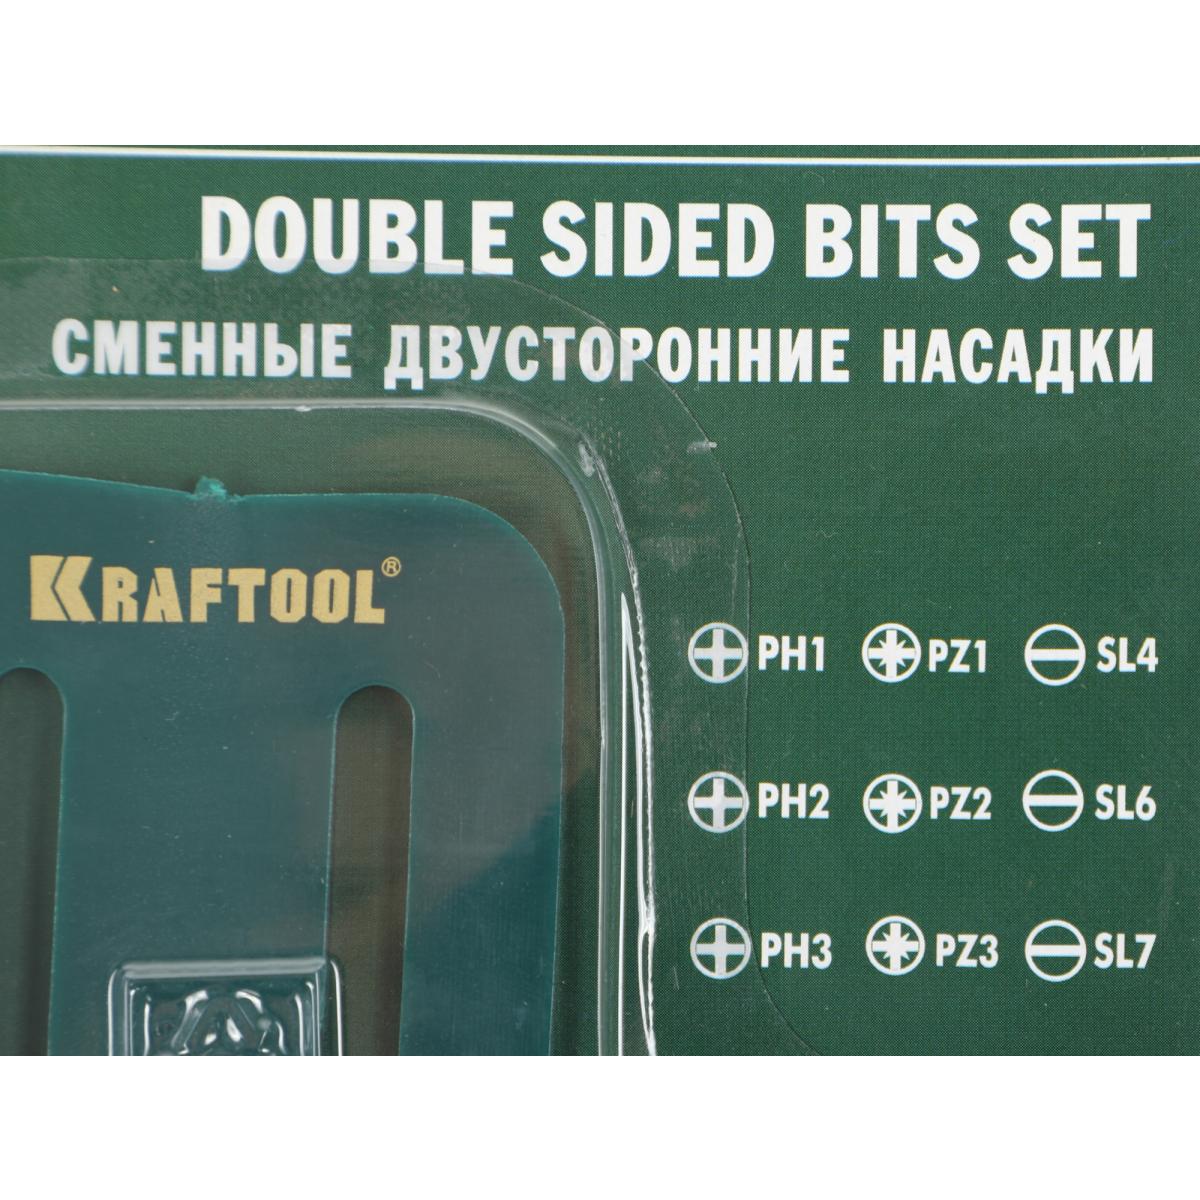 DOUBLE SIDED BITS SET
СМЕННЫЕ ДВУСТОРОННИЕ НАСАДКИ
KRAFTOOL®
PH1 PZ1 SL4
PH2 PZ2 SL6
PH3 PZ3 SL7